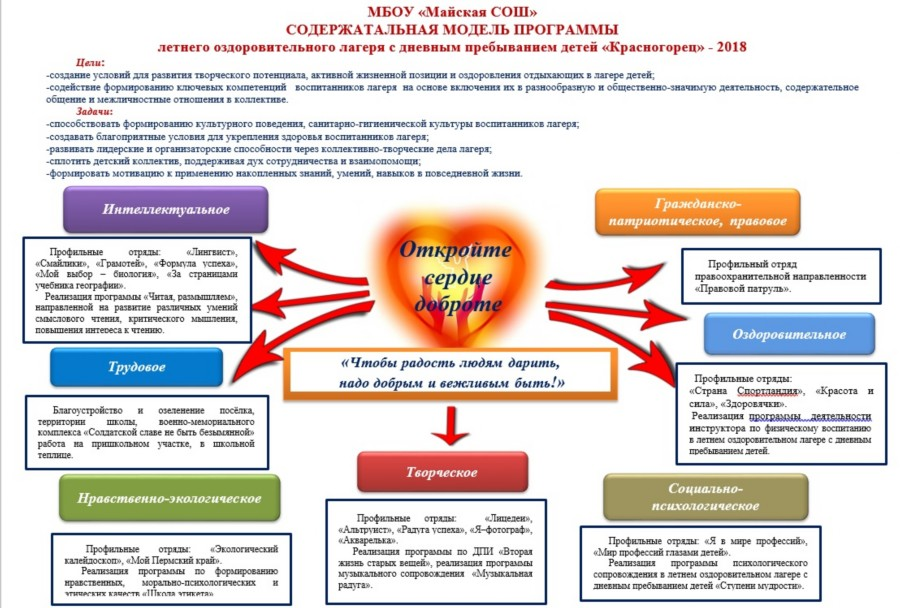 МБОУ «Майская СОШ»
СОДЕРЖАТАЛЬНАЯ МОДЕЛЬ ПРОГРАММЫ
летнего оздоровительного лагеря с дневным пребыванием детей «Красногорец» - 2018
Цели:
-создание условий для развития творческого потенциала, активной жизненной позиции и оздоровления отдыхающих в лагере детей;
-содействие формированию ключевых компетенций воспитанников лагеря на основе включения их в разнообразную и общественно-значимую деятельность, содержательное
общение и межличностные отношения в коллективе.
Задачи:
-способствовать формированию культурного поведения, санитарно-гигиенической культуры воспитанников лагеря;
-создавать благоприятные условия для укрепления здоровья воспитанников лагеря;
-развивать лидерские и организаторские способности через коллективно-творческие дела лагеря;
-сплотить детский коллектив, поддерживая дух сотрудничества и взаимопомощи;
-формировать мотивацию к применению накопленных знаний, умений, навыков в повседневной жизни.
Интеллектуальное
Профильные отряды: «Лингвист»,
«Смайлики», «Грамотей», «Формула успеха»,
«Мой выбор – биология», «За страницами
учебника географии».
Реализация программы «Читая, размышляем»,
направленной на развитие различных умений
смыслового чтения, критического мышления,
повышения интереса к чтению.
Трудовое
Благоустройство и озеленение посёлка,
территории школы, военно-мемориального
комплекса «Солдатской славе не быть безымянной»
работа на пришкольном участке, в школьной
теплице.
Нравственно-экологическое
Профильные отряды: «Экологический
калейдоскоп», «Мой Пермский край».
Реализация программы по формированию
нравственных, морально-психологических и
этических качеств «Школа этикета».
Откройте
сердце
доброте
«Чтобы радость людям дарить,
надо добрым и вежливым быть!»
Творческое
Профильные отряды: «Лицедеи»,
«Альтруист», «Радуга успеха», «Я–фотограф»,
«Акварелька».
Реализация программы по ДПИ «Вторая
жизнь старых вещей», реализация программы
музыкального сопровождения «Музыкальная
радуга».
Гражданско-
патриотическое, правовое
Профильный отряд
правоохранительной направленности
«Правовой патруль».
Оздоровительное
Профильные отряды:
«Страна Спортландия», «Красота и
сила», «Здоровячки».
Реализация программы деятельности
инструктора по физическому воспитанию
в летнем оздоровительном лагере с дневным
пребыванием детей.
Социально-
психологическое
Профильные отряды: «Я в мире профессий»,
«Мир профессий глазами детей».
Реализация программы психологического
сопровождения в летнем оздоровительном лагере с
дневным пребыванием детей «Ступени мудрости».